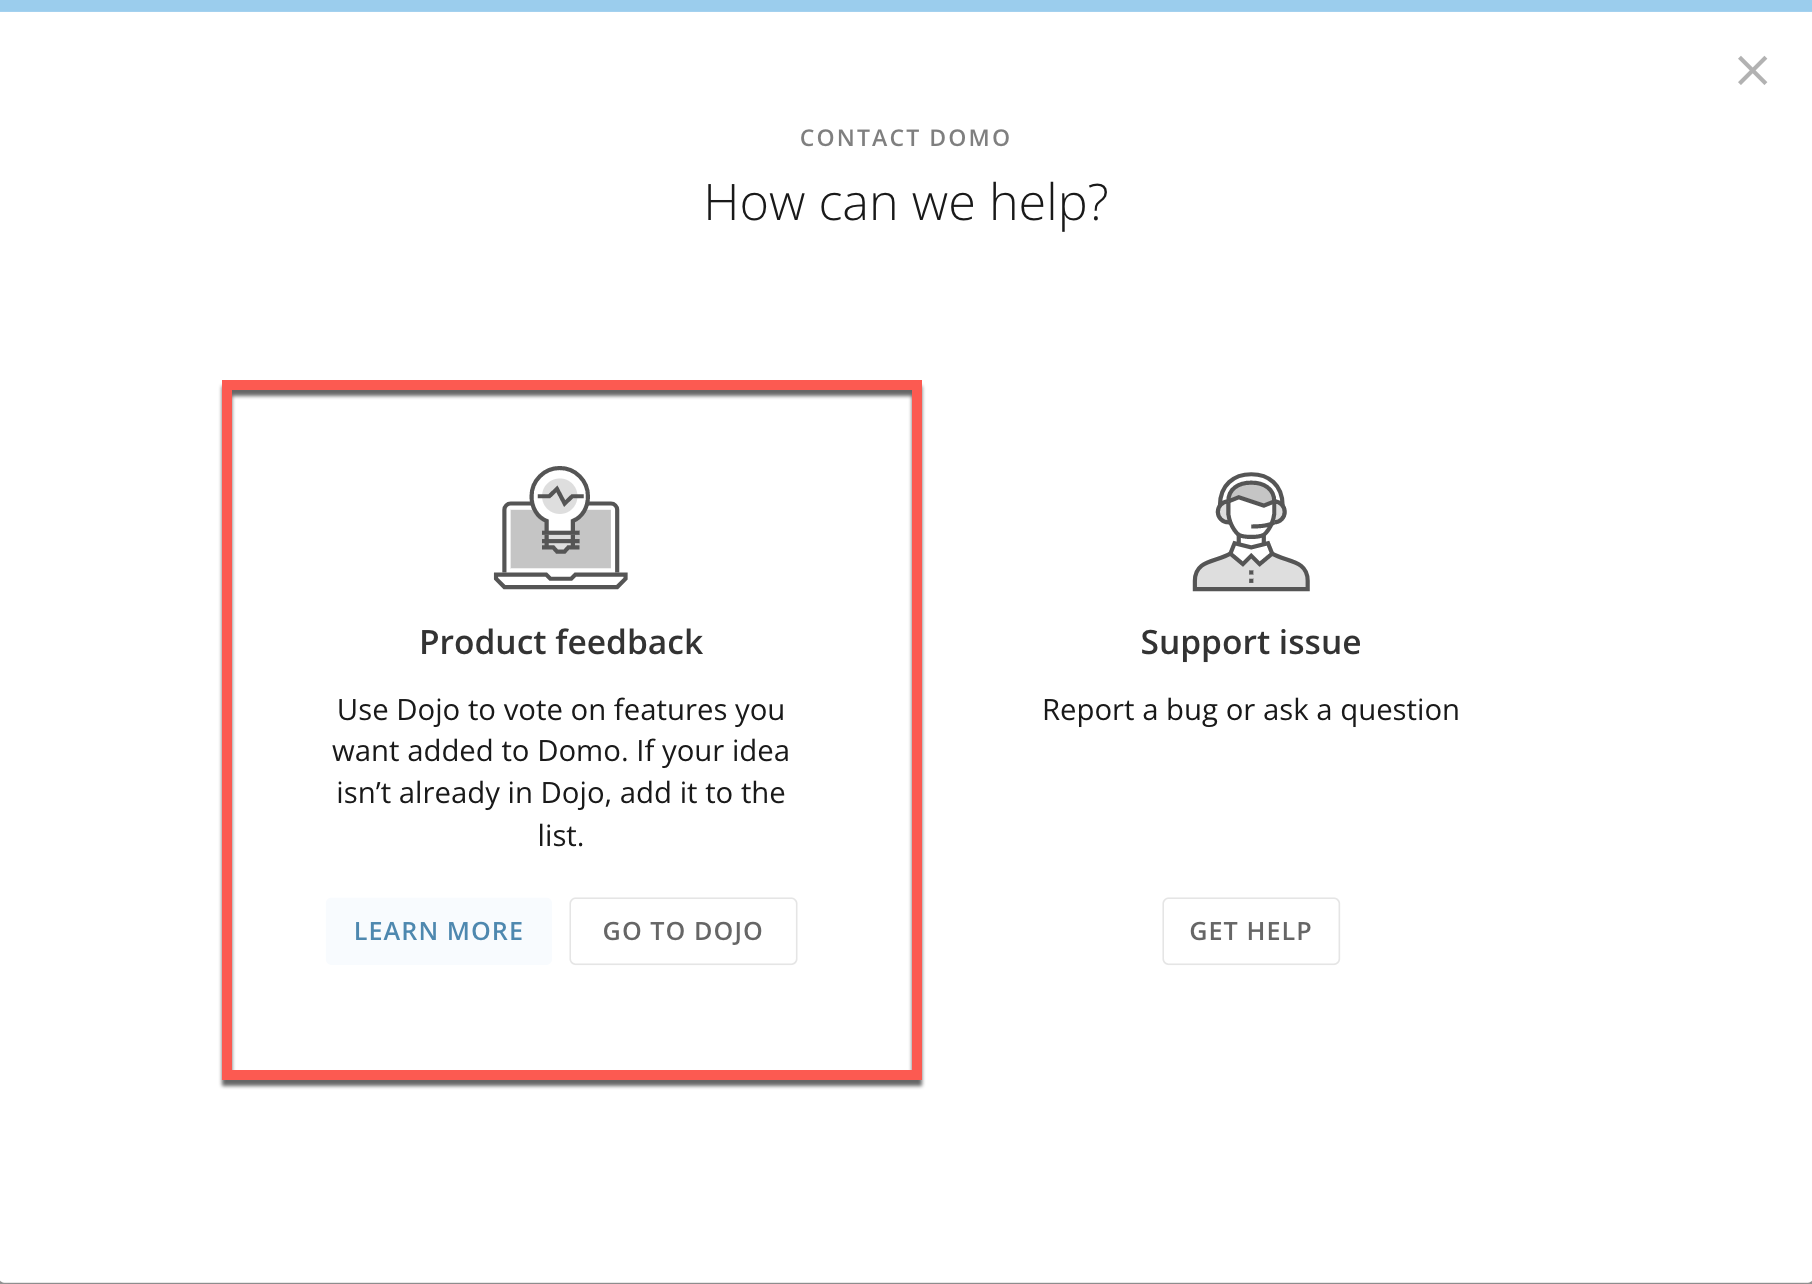 CONTACT DOMO
How can we help?
Product feedback
Use Dojo to vote on features you
want added to Domo. If your idea
isn’t already in Dojo, add it to the
list.
LEARN MORE
GO TO DOJO
Support issue
Report a bug or ask a question
GET HELP